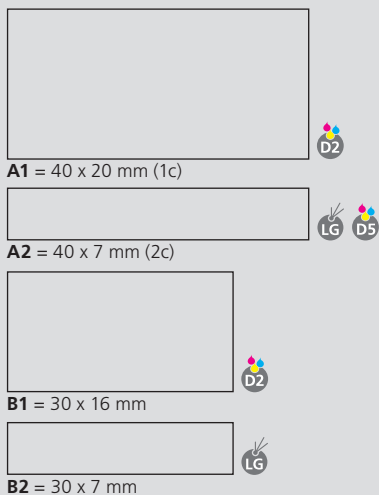 D2
A1 = 40 x 20 mm (1c)
LG D5
A2 = 40 x 7 mm (2c)
D2
B1 = 30 x 16 mm
LG
B2 = 30 x 7 mm